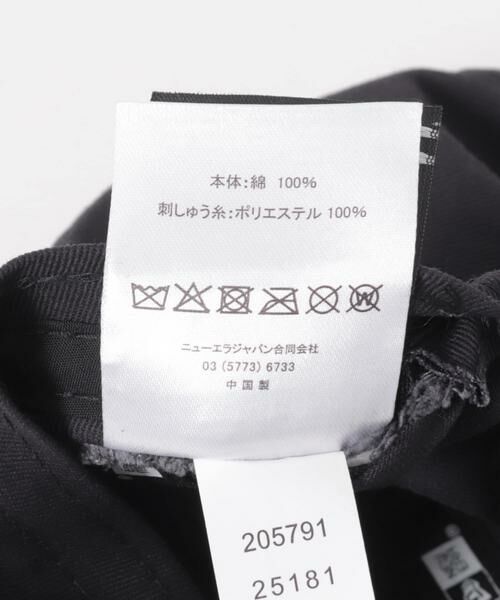 本体：綿 100%
刺しゅう糸：ポリエステル 100%
W
ニューエラジャパン合同会社
03 (5773) 6733
中国製
205791
25181